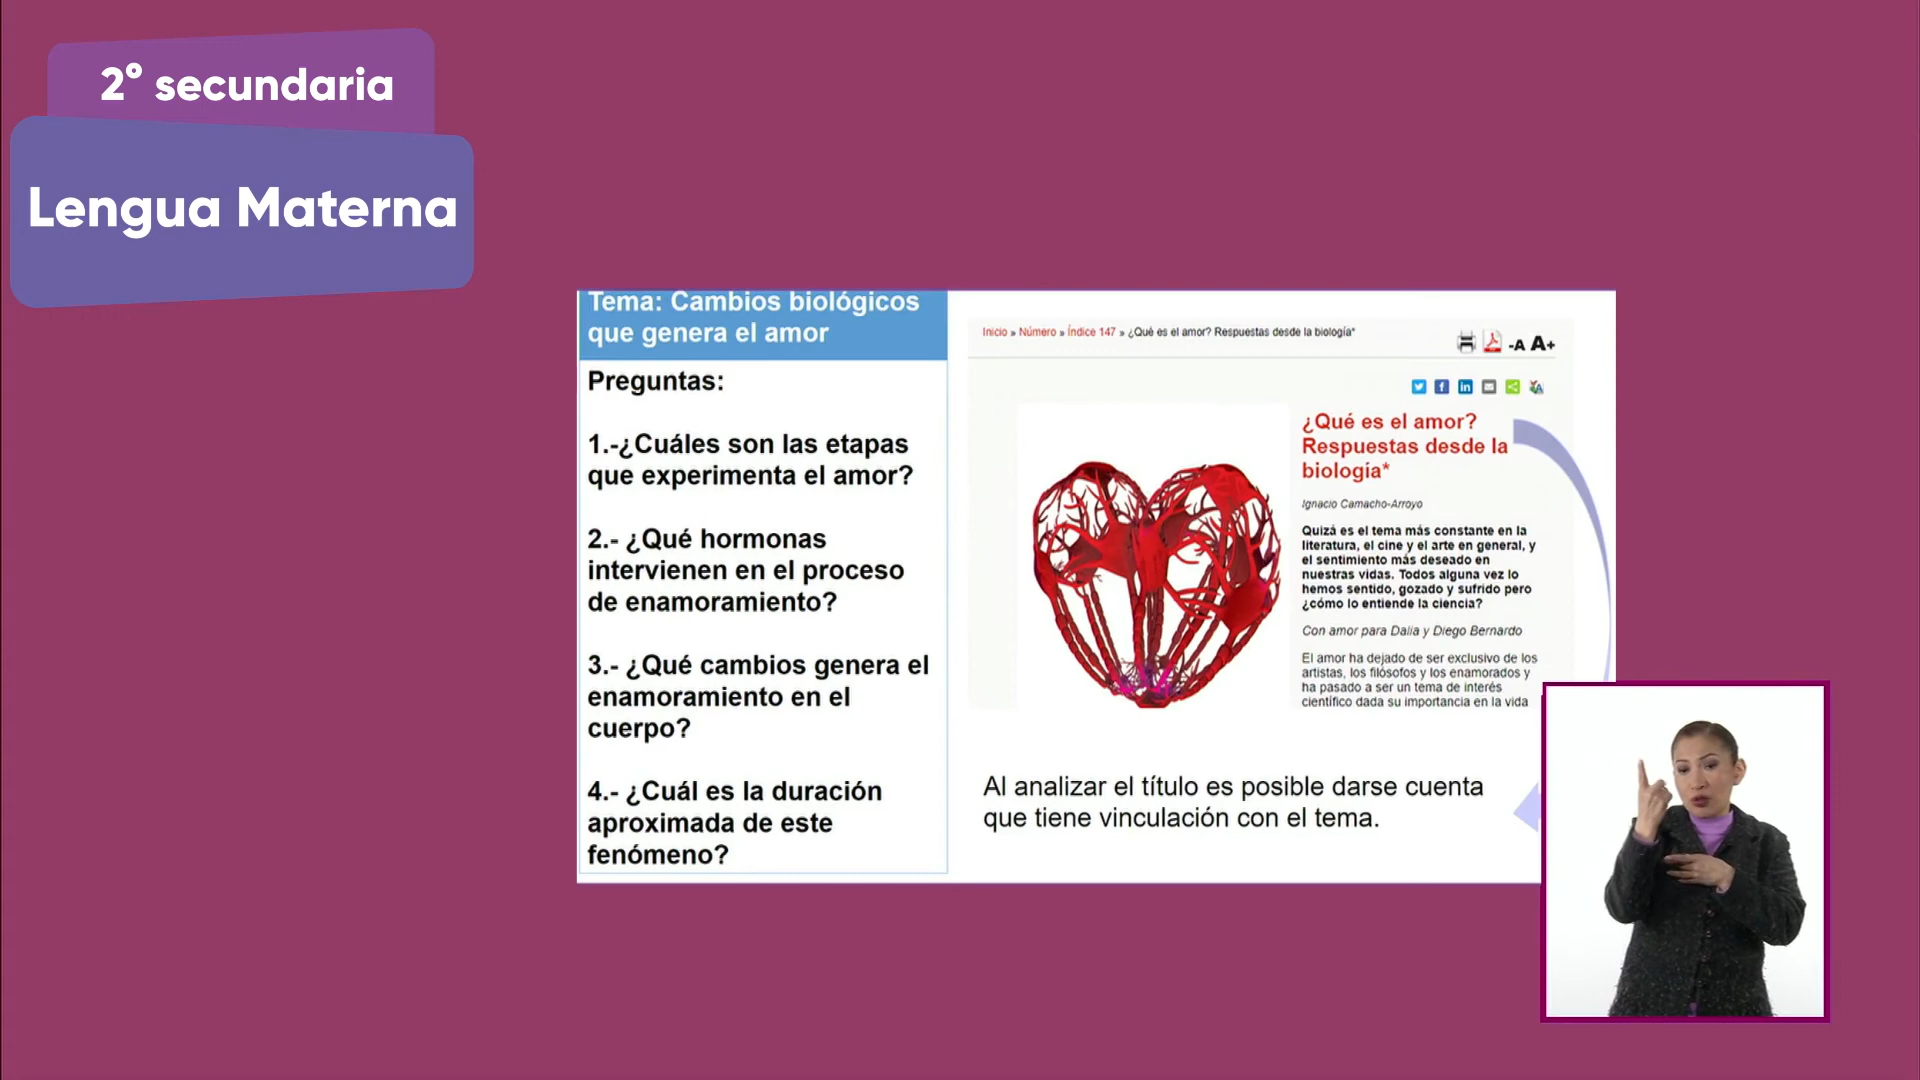 2° secundaria
Lengua Materna
Tema: Cambios biológicos
que genera el amor
Preguntas:
1.-¿Cuáles son las etapas
que experimenta el amor?
2.- ¿Qué hormonas
intervienen en el proceso
de enamoramiento?
3.- ¿Qué cambios genera el
enamoramiento en el
cuerpo?
4.- ¿Cuál es la duración
aproximada de este
fenómeno?
Inicio » Número » Índice 147 » ¿Qué es el amor? Respuestas desde la biología*
-A A+
¿Qué es el amor?
Respuestas desde la
biología*
Ignacio Camacho-Arroyo
Quizá es el tema más constante en la
literatura, el cine y el arte en general, y
el sentimiento más deseado en
nuestras vidas. Todos alguna vez lo
hemos sentido, gozado y sufrido pero
¿cómo lo entiende la ciencia?
Con amor para Dalia y Diego Bernardo
El amor ha dejado de ser exclusivo de los
artistas, los filósofos y los enamorados y
ha pasado a ser un tema de interés
científico dada su importancia en la vida
Al analizar el título es posible darse cuenta
que tiene vinculación con el tema.